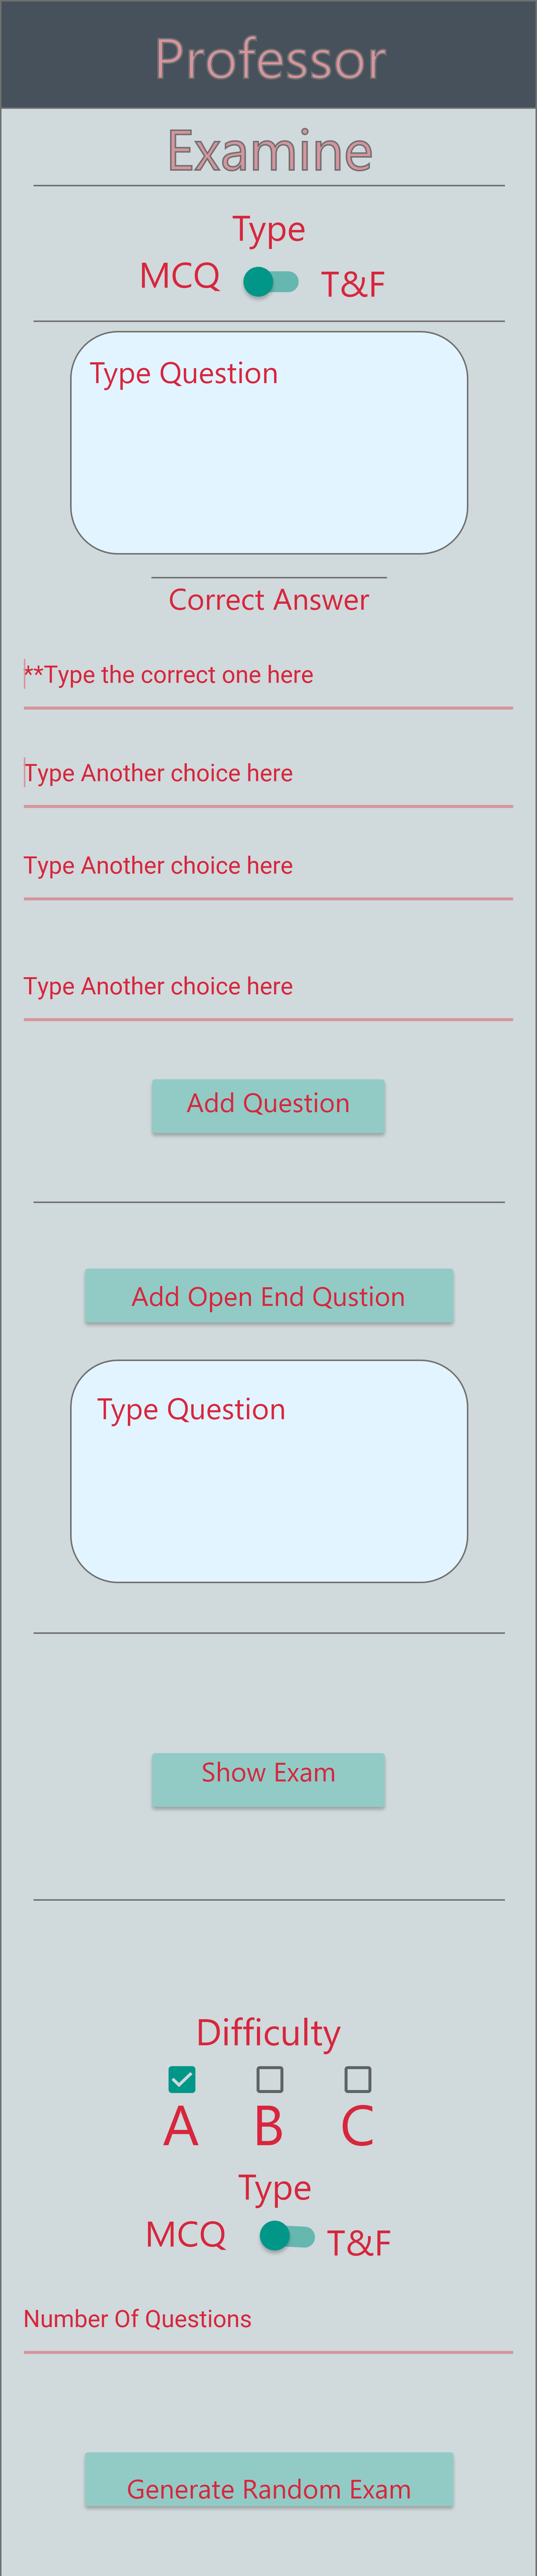 Professor
Examine
Type
MCQ T&F
Type Question
Correct Answer
**Type the correct one here
Type Another choice here
Type Another choice here
Type Another choice here
Add Question
Add Open End Qustion
Type Question
Show Exam
Difficulty
A B C
Type
MCQ T&F
Number Of Questions
Generate Random Exam